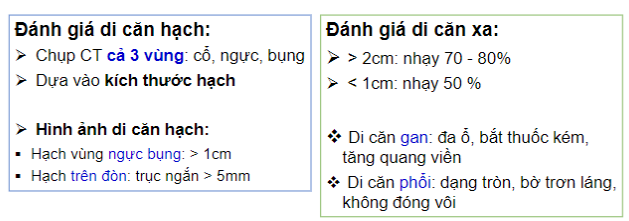 Đánh giá di căn hạch:
➢ Chụp CT cả 3 vùng: cổ, ngực, bụng
➢ Dựa vào kích thước hạch
➢ Hình ảnh di căn hạch:
▪ Hạch vùng ngực bụng: > 1cm
▪ Hạch trên đòn: trục ngắn > 5mm
Đánh giá di căn xa:
➢ > 2cm: nhạy 70 - 80%
➢ < 1cm: nhạy 50 %
❖ Di căn gan: đa ổ, bắt thuốc kém,
tăng quang viền
❖ Di căn phổi: dạng tròn, bờ trơn láng,
không đóng vôi